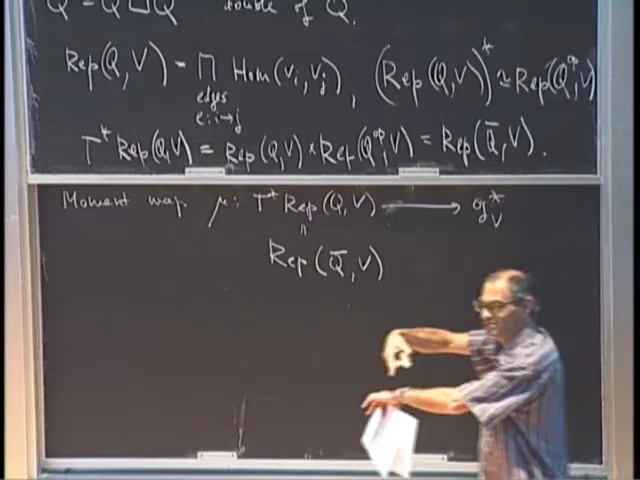 Q̄ = Q ⊔ Q double of Q.
Rep(Q,V) = ∏ Hom(V_i, V_j), (Rep(Q,V))* ≃ Rep(Q^op, V)
edges
e: i→j
T* Rep(Q,V) = Rep(Q,V) × Rep(Q^op, V) = Rep(Q̄, V).
Moment map μ: T* Rep(Q,V) ⟶ g*_V
Rep(Q̄, V)